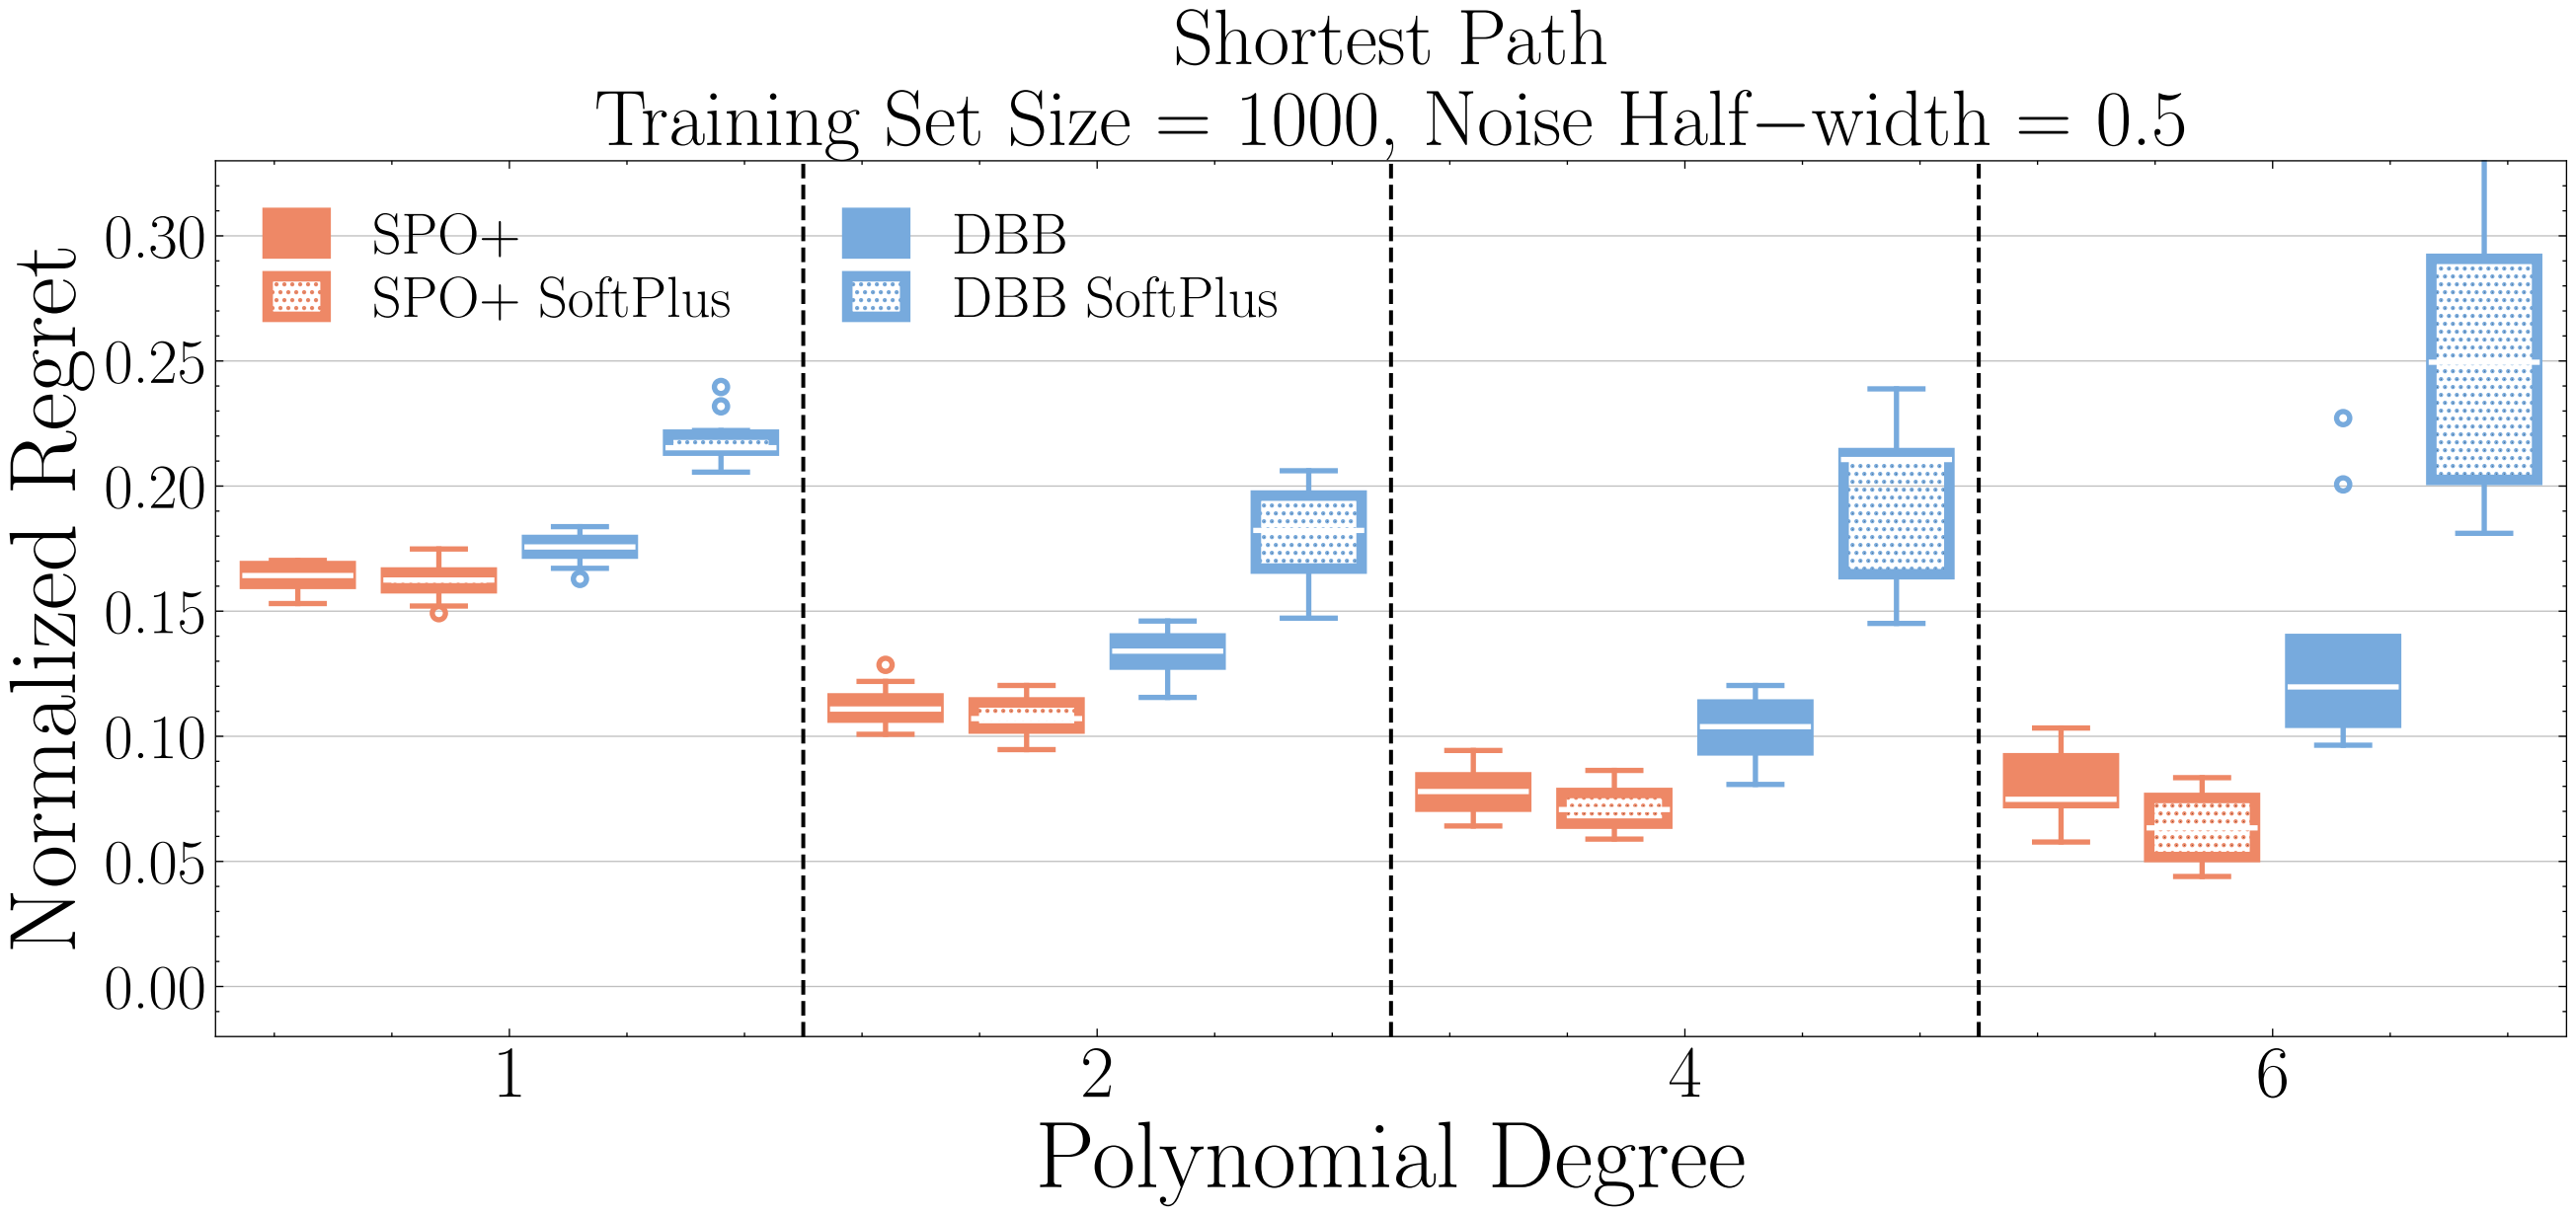 Shortest Path
Training Set Size = 1000, Noise Half−width = 0.5
SPO+
SPO+ SoftPlus
DBB
DBB SoftPlus
Normalized Regret
0.30
0.25
0.20
0.15
0.10
0.05
0.00
1 2 4 6
Polynomial Degree